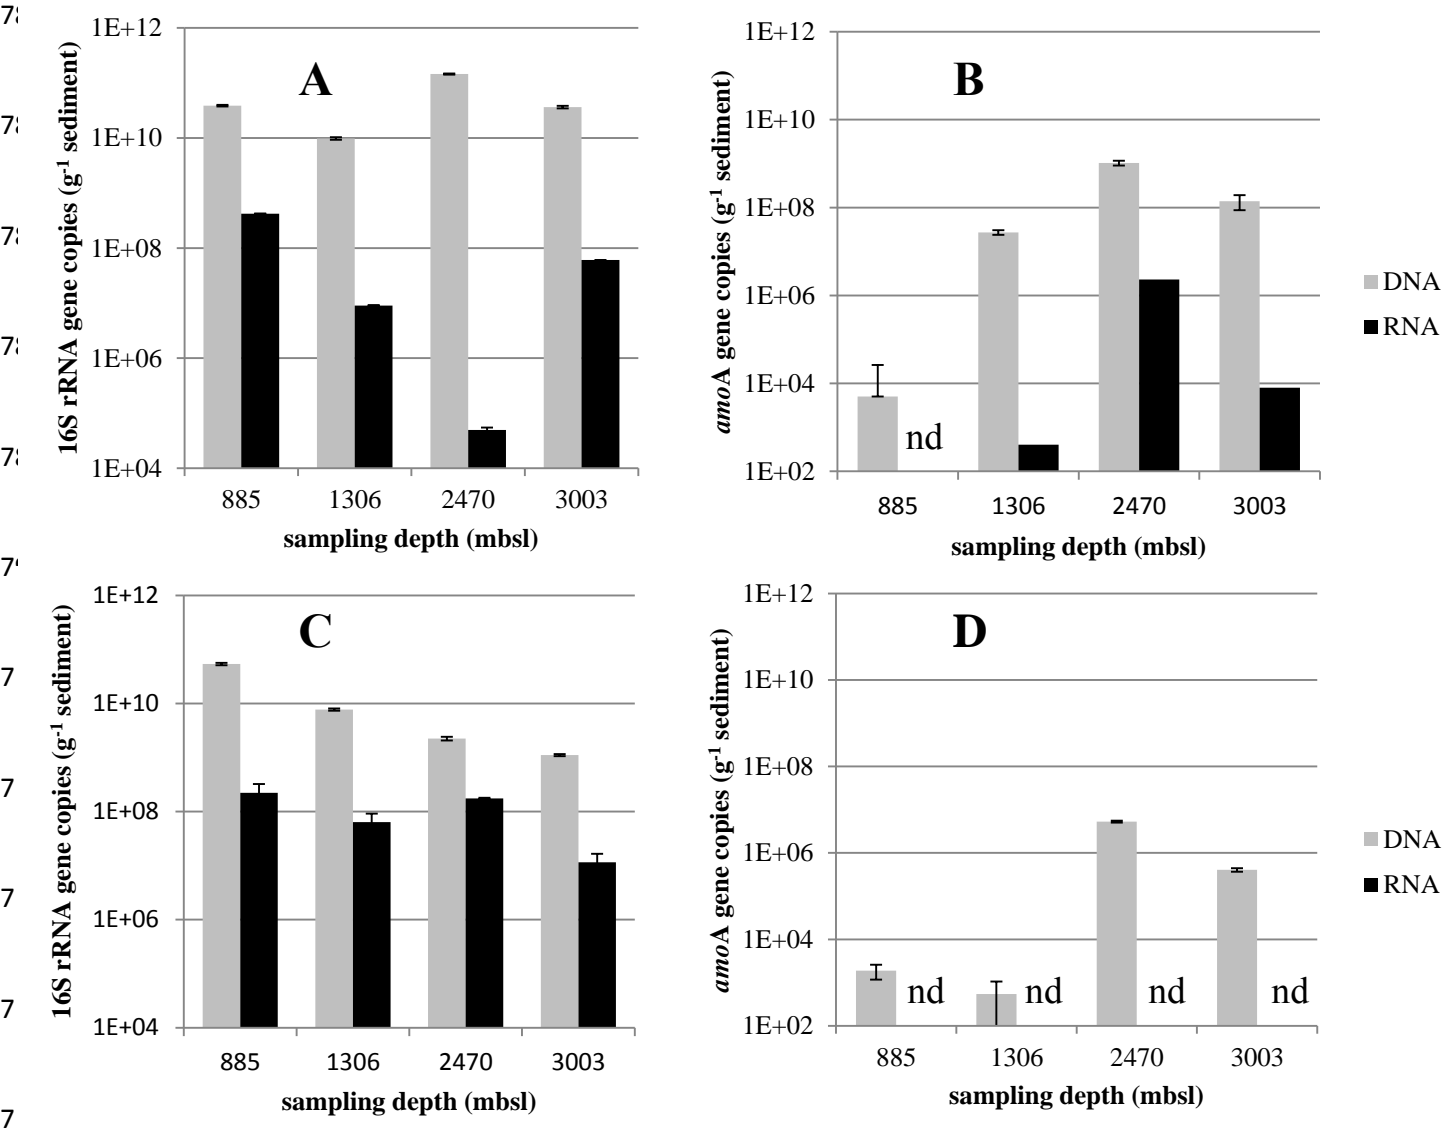 A
1E+12
1E+10
1E+08
1E+06
1E+04
16S rRNA gene copies (g-1 sediment)
885 1306 2470 3003
sampling depth (mbsl)
B
1E+12
1E+10
1E+08
1E+06
1E+04
1E+02
amoA gene copies (g-1 sediment)
nd
885 1306 2470 3003
sampling depth (mbsl)
DNA
RNA
C
1E+12
1E+10
1E+08
1E+06
1E+04
16S rRNA gene copies (g-1 sediment)
885 1306 2470 3003
sampling depth (mbsl)
D
1E+12
1E+10
1E+08
1E+06
1E+04
1E+02
amoA gene copies (g-1 sediment)
nd nd nd nd
885 1306 2470 3003
sampling depth (mbsl)
DNA
RNA